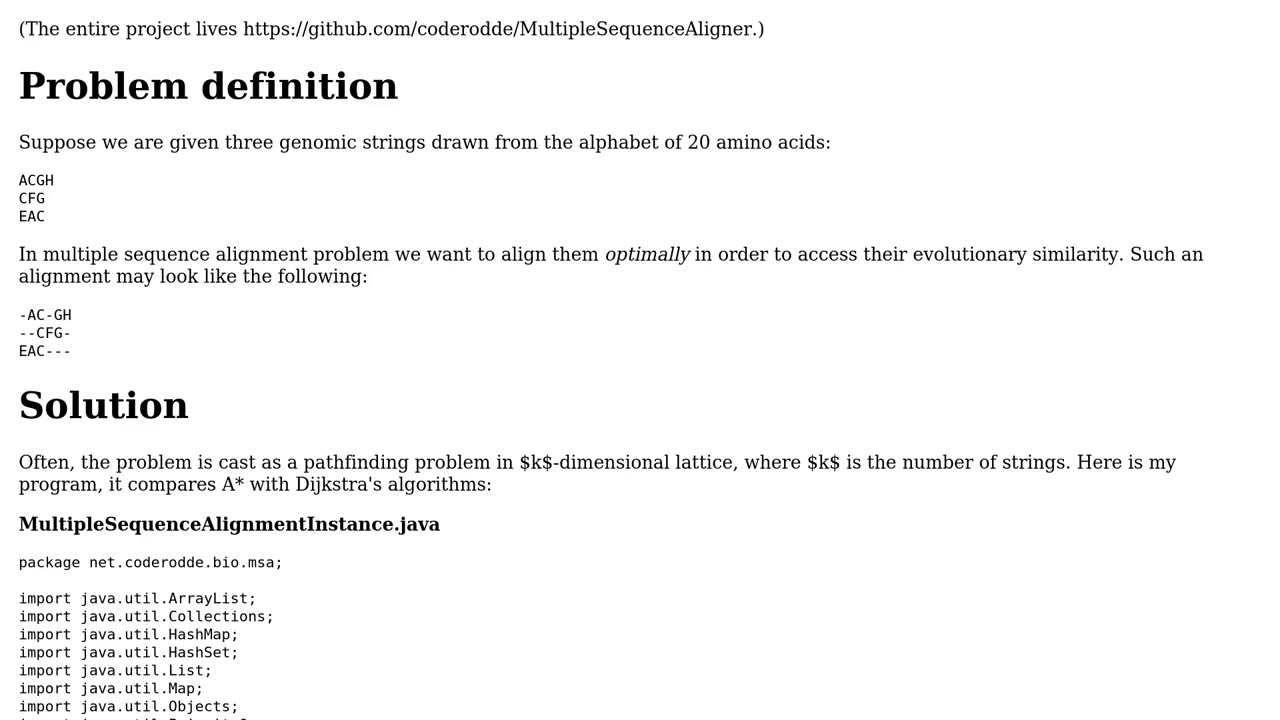 (The entire project lives https://github.com/coderodde/MultipleSequenceAligner.)
Problem definition
Suppose we are given three genomic strings drawn from the alphabet of 20 amino acids:
ACGH
CFG
EAC
In multiple sequence alignment problem we want to align them optimally in order to access their evolutionary similarity. Such an
alignment may look like the following:
-AC-GH
--CFG-
EAC---
Solution
Often, the problem is cast as a pathfinding problem in $k$-dimensional lattice, where $k$ is the number of strings. Here is my
program, it compares A* with Dijkstra's algorithms:
MultipleSequenceAlignmentInstance.java
package net.coderodde.bio.msa;
import java.util.ArrayList;
import java.util.Collections;
import java.util.HashMap;
import java.util.HashSet;
import java.util.List;
import java.util.Map;
import java.util.Objects;